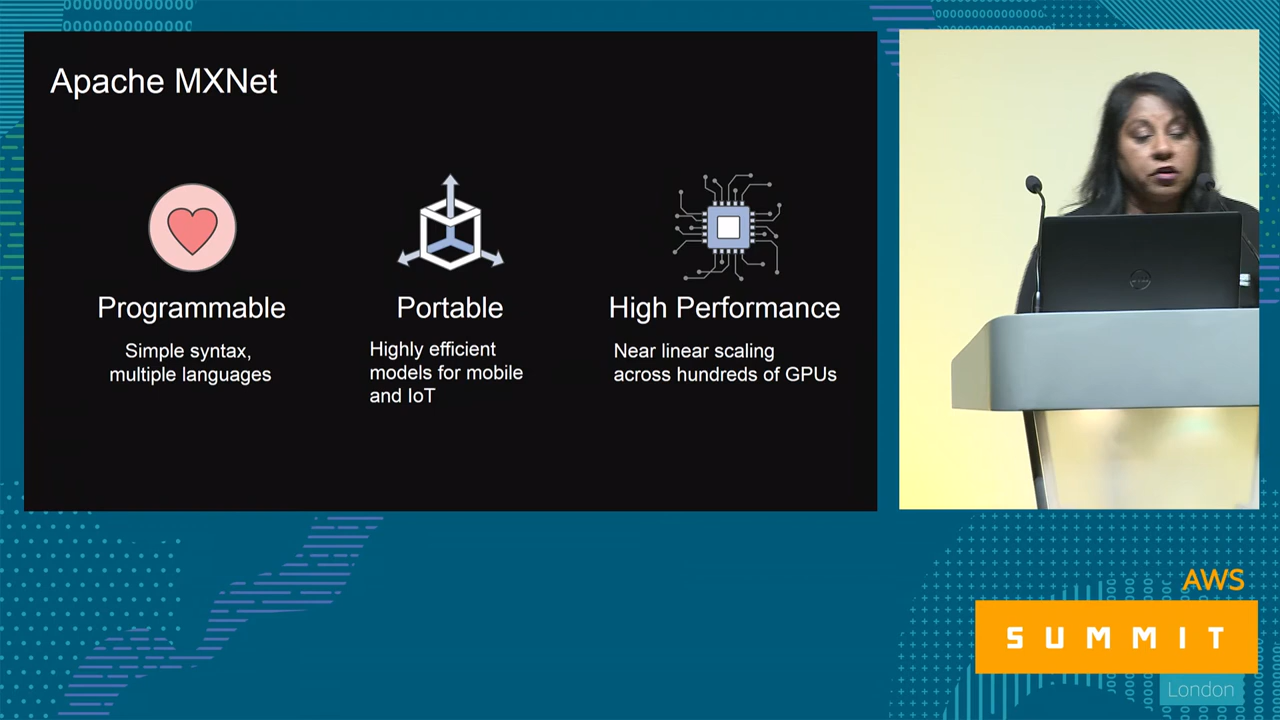 Apache MXNet
Programmable
Simple syntax,
multiple languages
Portable
Highly efficient
models for mobile
and IoT
High Performance
Near linear scaling
across hundreds of GPUs
AWS
SUMMIT
London